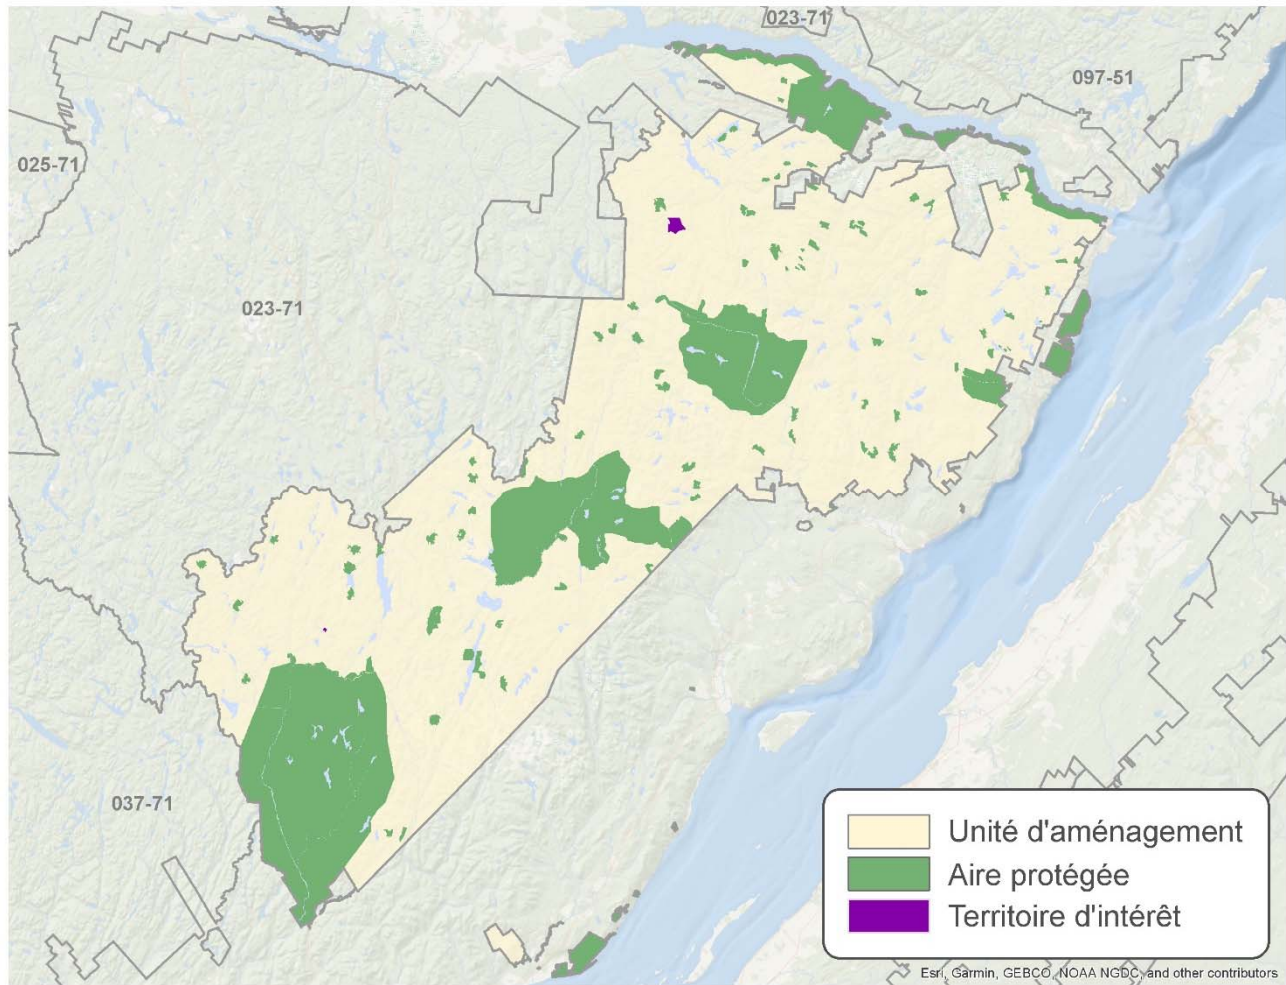 023-71
097-51
025-71
023-71
037-71
Unité d'aménagement
Aire protégée
Territoire d'intérêt
Esri, Garmin, GEBCO, NOAA NGDC, and other contributors